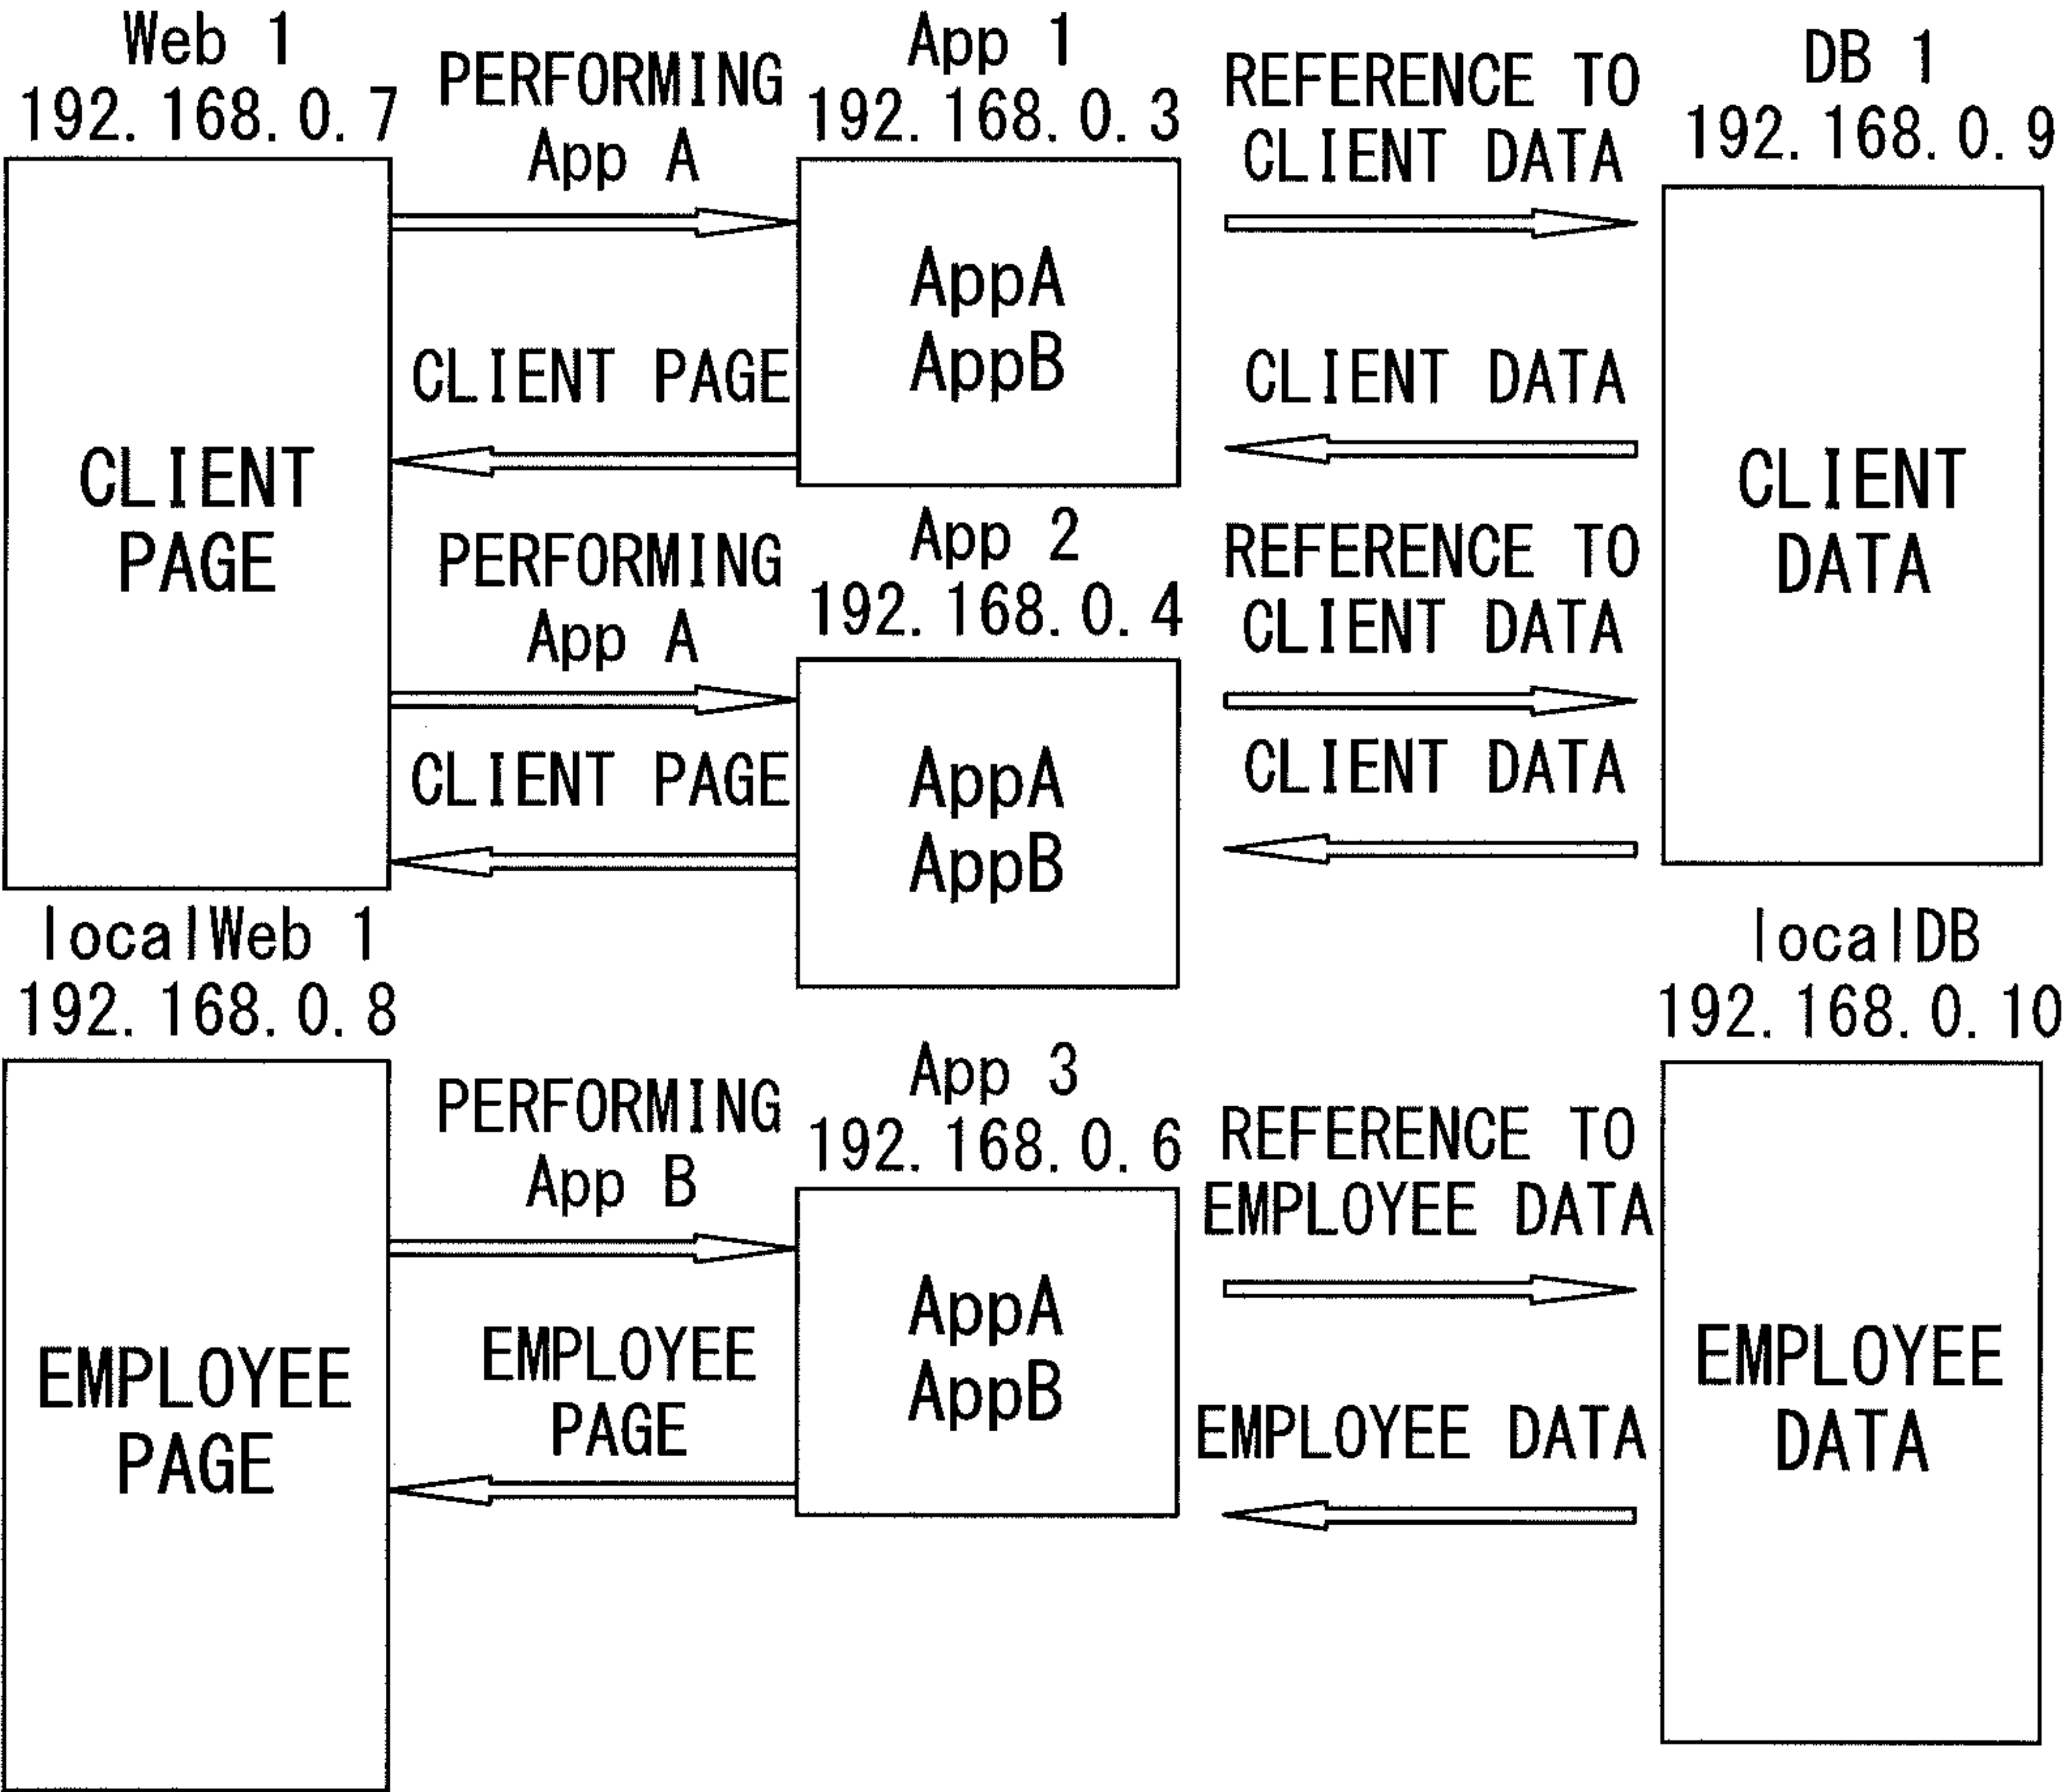 Web 1
192.168.0.7
PERFORMING
App A
App 1
192.168.0.3
REFERENCE TO
CLIENT DATA
DB 1
192.168.0.9
AppA
AppB
CLIENT PAGE
CLIENT DATA
CLIENT
PAGE
CLIENT
DATA
PERFORMING
App A
App 2
192.168.0.4
REFERENCE TO
CLIENT DATA
CLIENT PAGE
AppA
AppB
CLIENT DATA
localWeb 1
192.168.0.8
localDB
192.168.0.10
PERFORMING
App B
App 3
192.168.0.6
REFERENCE TO
EMPLOYEE DATA
EMPLOYEE
PAGE
EMPLOYEE
PAGE
AppA
AppB
EMPLOYEE DATA
EMPLOYEE
DATA